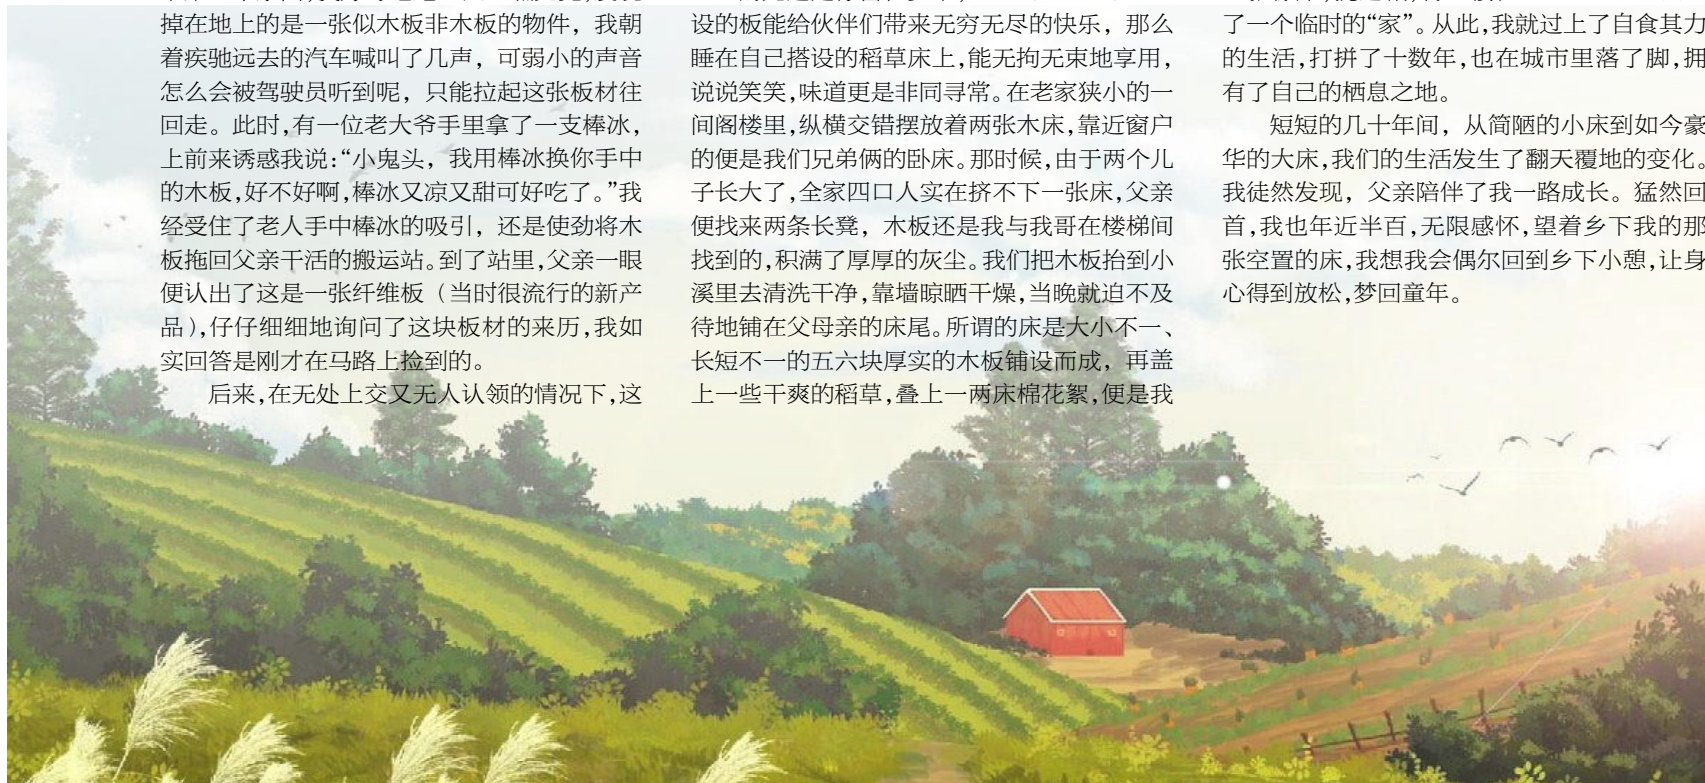 掉在地上的是一张似木板非木板的物件，我朝
着疾驰远去的汽车喊叫了几声，可弱小的声音
怎么会被驾驶员听到呢，只能拉起这张板材往
回走。此时，有一位老大爷手里拿了一支棒冰，
上前来诱惑我说：“小鬼头，我用棒冰换你手中
的木板，好不好啊，棒冰又凉又甜可好吃了。”我
经受住了老人手中棒冰的吸引，还是使劲将木
板拖回父亲干活的搬运站。到了站里，父亲一眼
便认出了这是一张纤维板（当时很流行的新产
品），仔仔细细地询问了这块板材的来历，我如
实回答是刚才在马路上捡到的。
后来，在无处上交又无人认领的情况下，这
设的板能给伙伴们带来无穷无尽的快乐，那么
睡在自己搭设的稻草床上，能无拘无束地享用，
说说笑笑，味道更是非同寻常。在老家狭小的一
间阁楼里，纵横交错摆放着两张木床，靠近窗户
的便是我们兄弟俩的卧床。那时候，由于两个儿
子长大了，全家四口人实在挤不下一张床，父亲
便找来两条长凳，木板还是我与我哥在楼梯间
找到的，积满了厚厚的灰尘。我们把木板抬到小
溪里去清洗干净，靠墙晾晒干燥，当晚就迫不及
待地铺在父母亲的床尾。所谓的床是大小不一、
长短不一的五六块厚实的木板铺设而成，再盖
上一些干爽的稻草，叠上一两床棉花絮，便是我
了一个临时的“家”。从此，我就过上了自食其力
的生活，打拼了十数年，也在城市里落了脚，拥
有了自己的栖息之地。
短短的几十年间，从简陋的小床到如今豪
华的大床，我们的生活发生了翻天覆地的变化。
我徒然发现，父亲陪伴了我一路成长。猛然回
首，我也年近半百，无限感怀，望着乡下我的那
张空置的床，我想我会偶尔回到乡下小憩，让身
心得到放松，梦回童年。